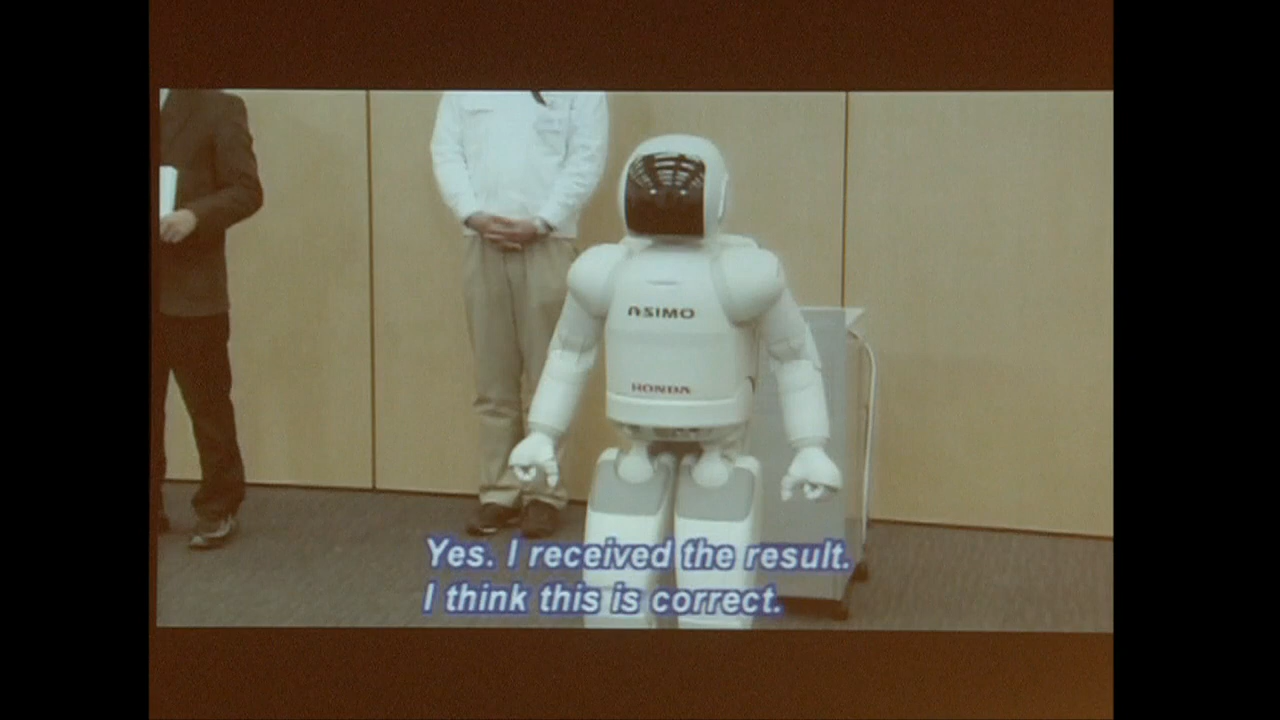 ASIMO
HONDA
Yes. I received the result.
I think this is correct.